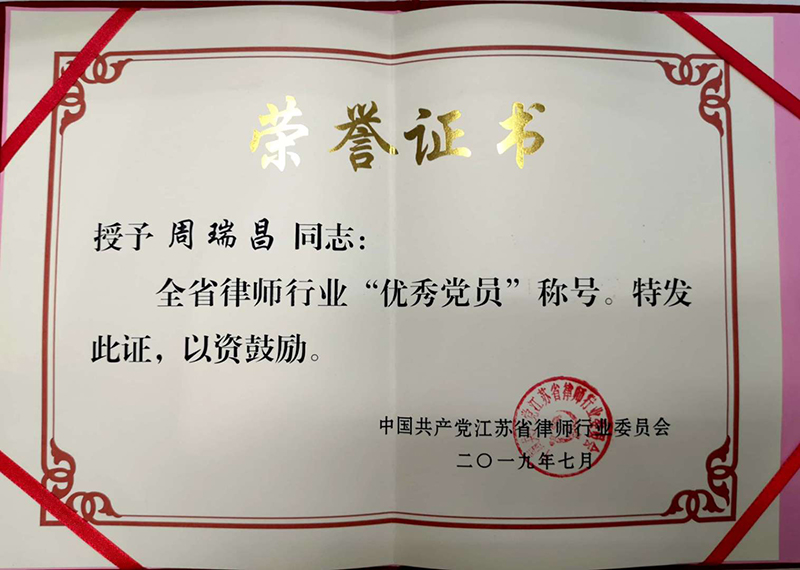 荣誉证书
授予 周瑞昌 同志：
全省律师行业“优秀党员”称号。特发
此证，以资鼓励。
中国共产党江苏省律师行业委员会
二〇一九年七月